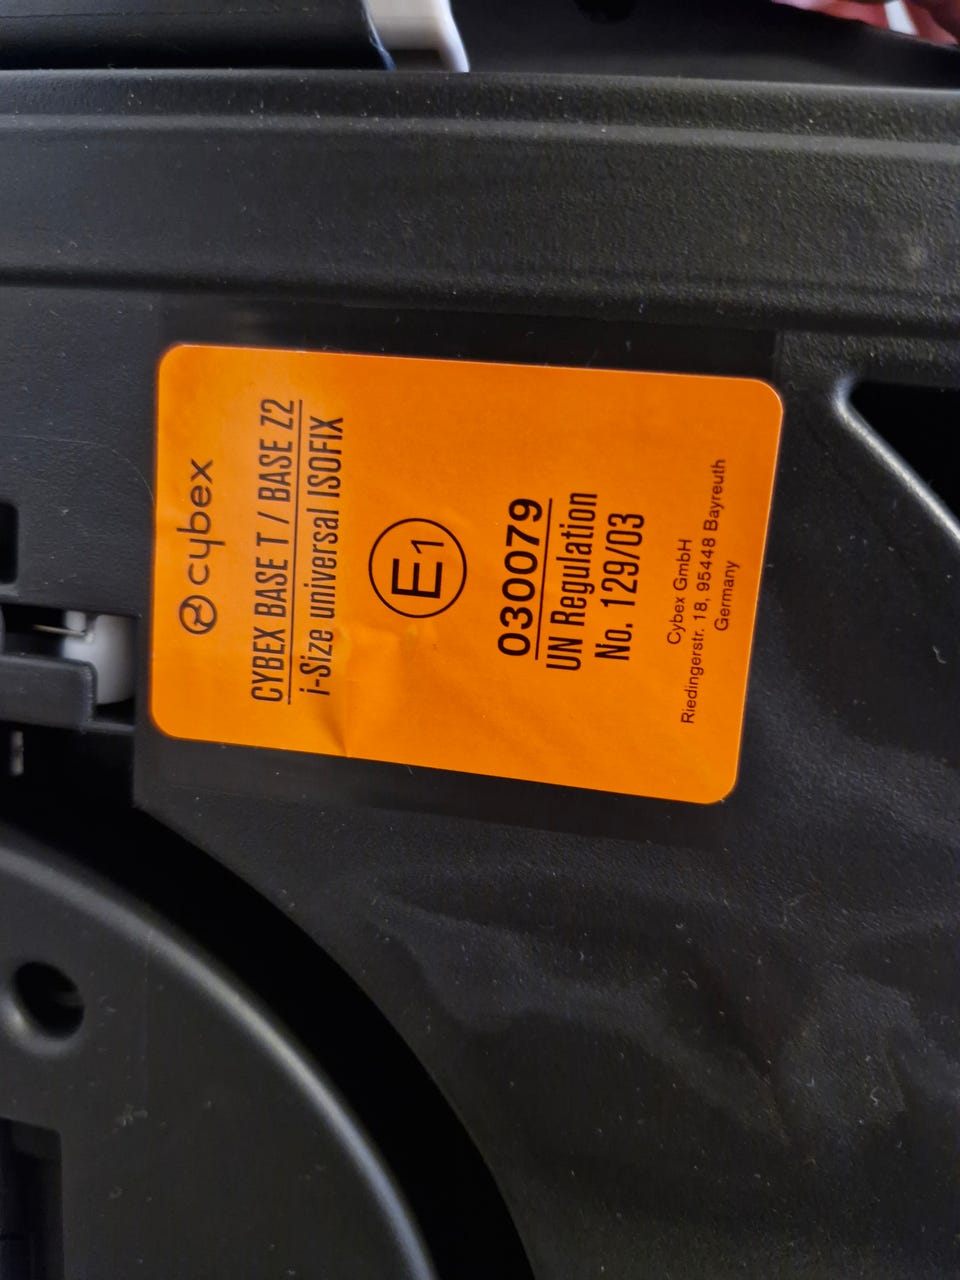 cybex
CYBEX BASE T / BASE Z2
i-Size universal ISOFIX
E1
030079
UN Regulation
No. 129/03
Cybex GmbH
Riedingerstr. 18, 95448 Bayreuth
Germany